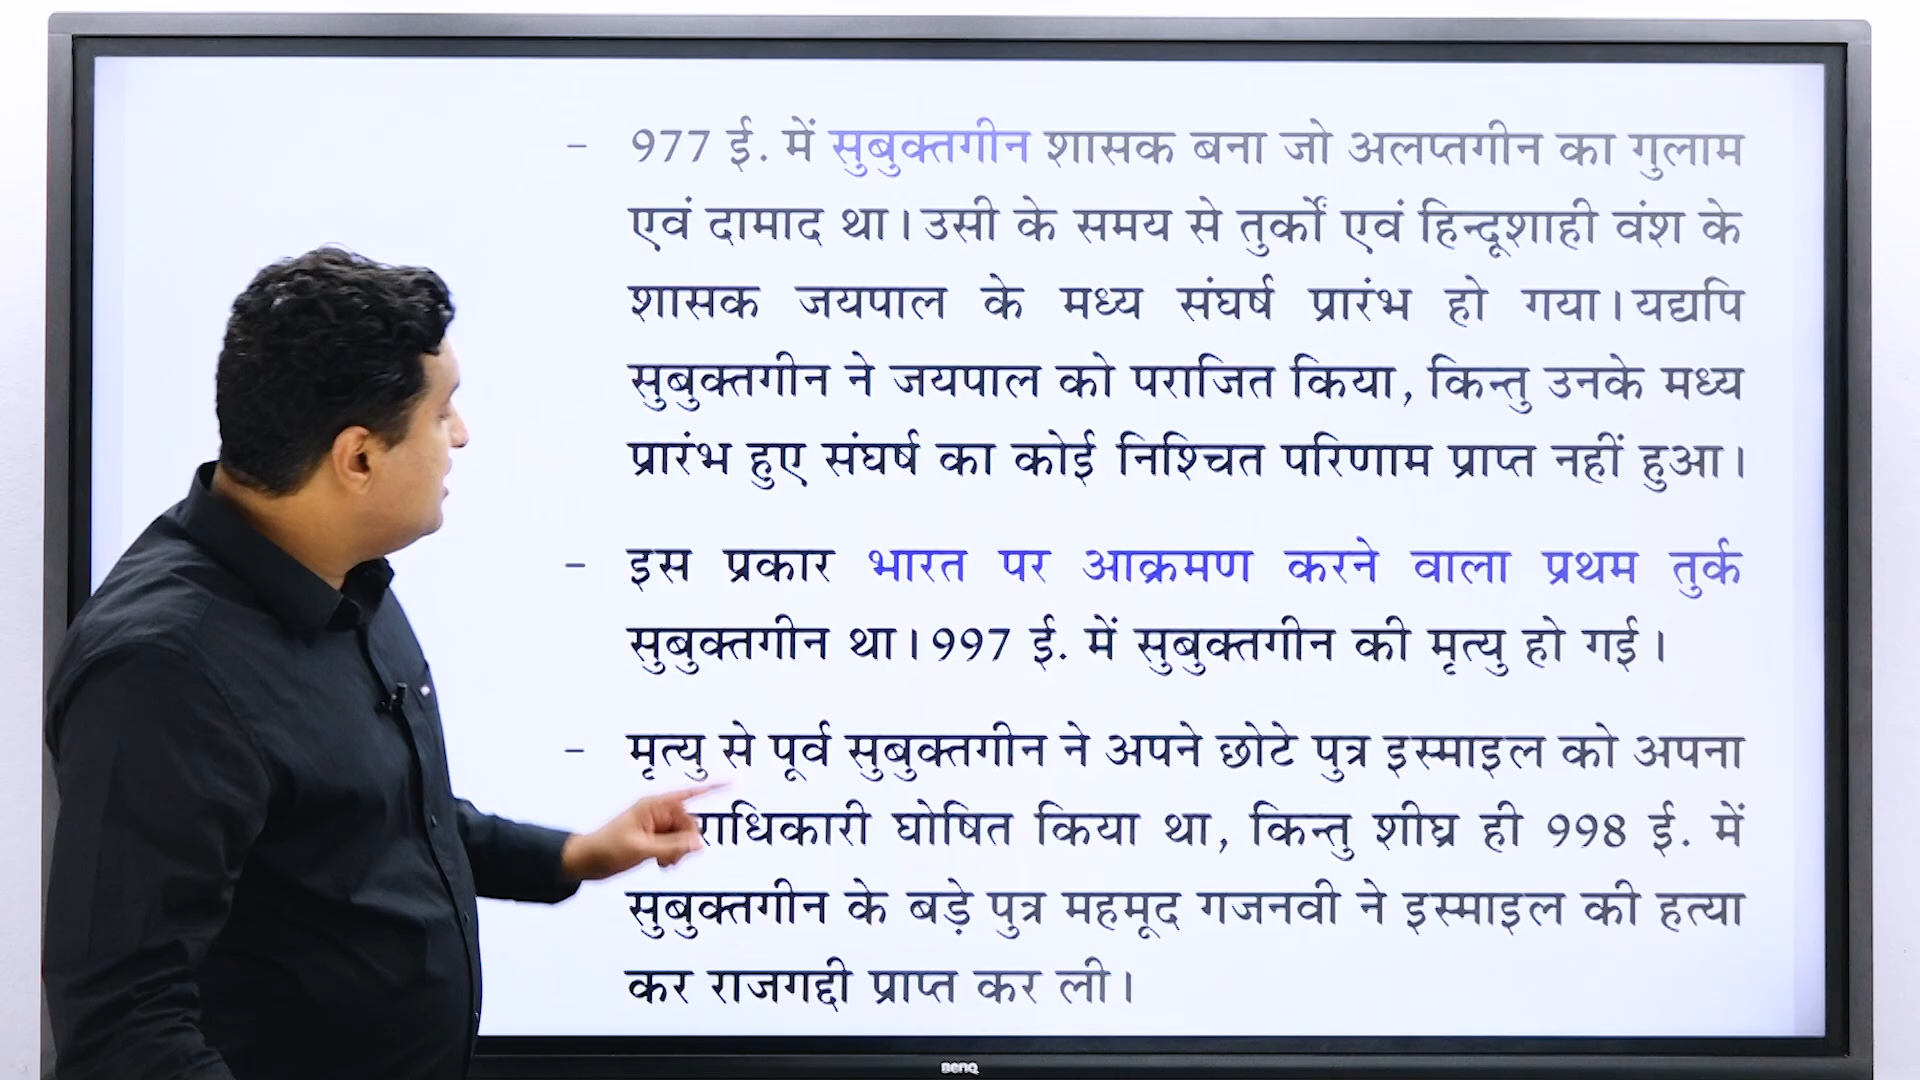 - 977 ई. में सुबुक्तगीन शासक बना जो अलप्तगीन का गुलाम
एवं दामाद था। उसी के समय से तुर्कों एवं हिन्दूशाही वंश के
शासक जयपाल के मध्य संघर्ष प्रारंभ हो गया। यद्यपि
सुबुक्तगीन ने जयपाल को पराजित किया, किन्तु उनके मध्य
प्रारंभ हुए संघर्ष का कोई निश्चित परिणाम प्राप्त नहीं हुआ।
- इस प्रकार भारत पर आक्रमण करने वाला प्रथम तुर्क
सुबुक्तगीन था। 997 ई. में सुबुक्तगीन की मृत्यु हो गई।
- मृत्यु से पूर्व सुबुक्तगीन ने अपने छोटे पुत्र इस्माइल को अपना
राधिकारी घोषित किया था, किन्तु शीघ्र ही 998 ई. में
सुबुक्तगीन के बड़े पुत्र महमूद गजनवी ने इस्माइल की हत्या
कर राजगद्दी प्राप्त कर ली।
BenQ